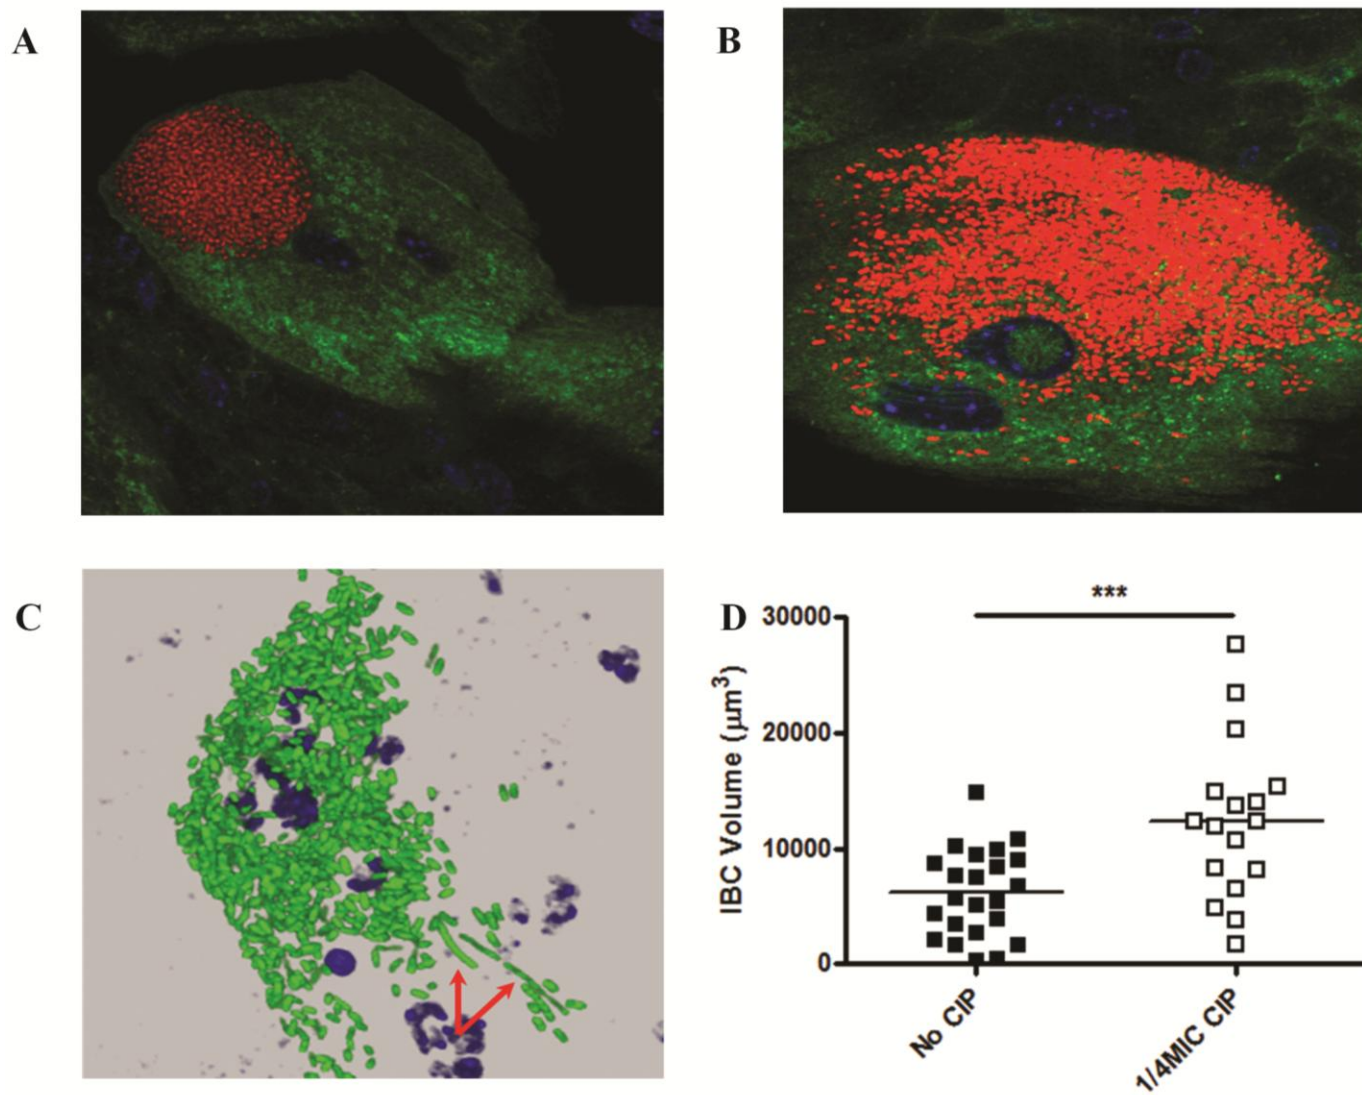 A
B
C
D
***
30000
20000
10000
0
IBC Volume (μm³)
No CIP
1/4MIC CIP